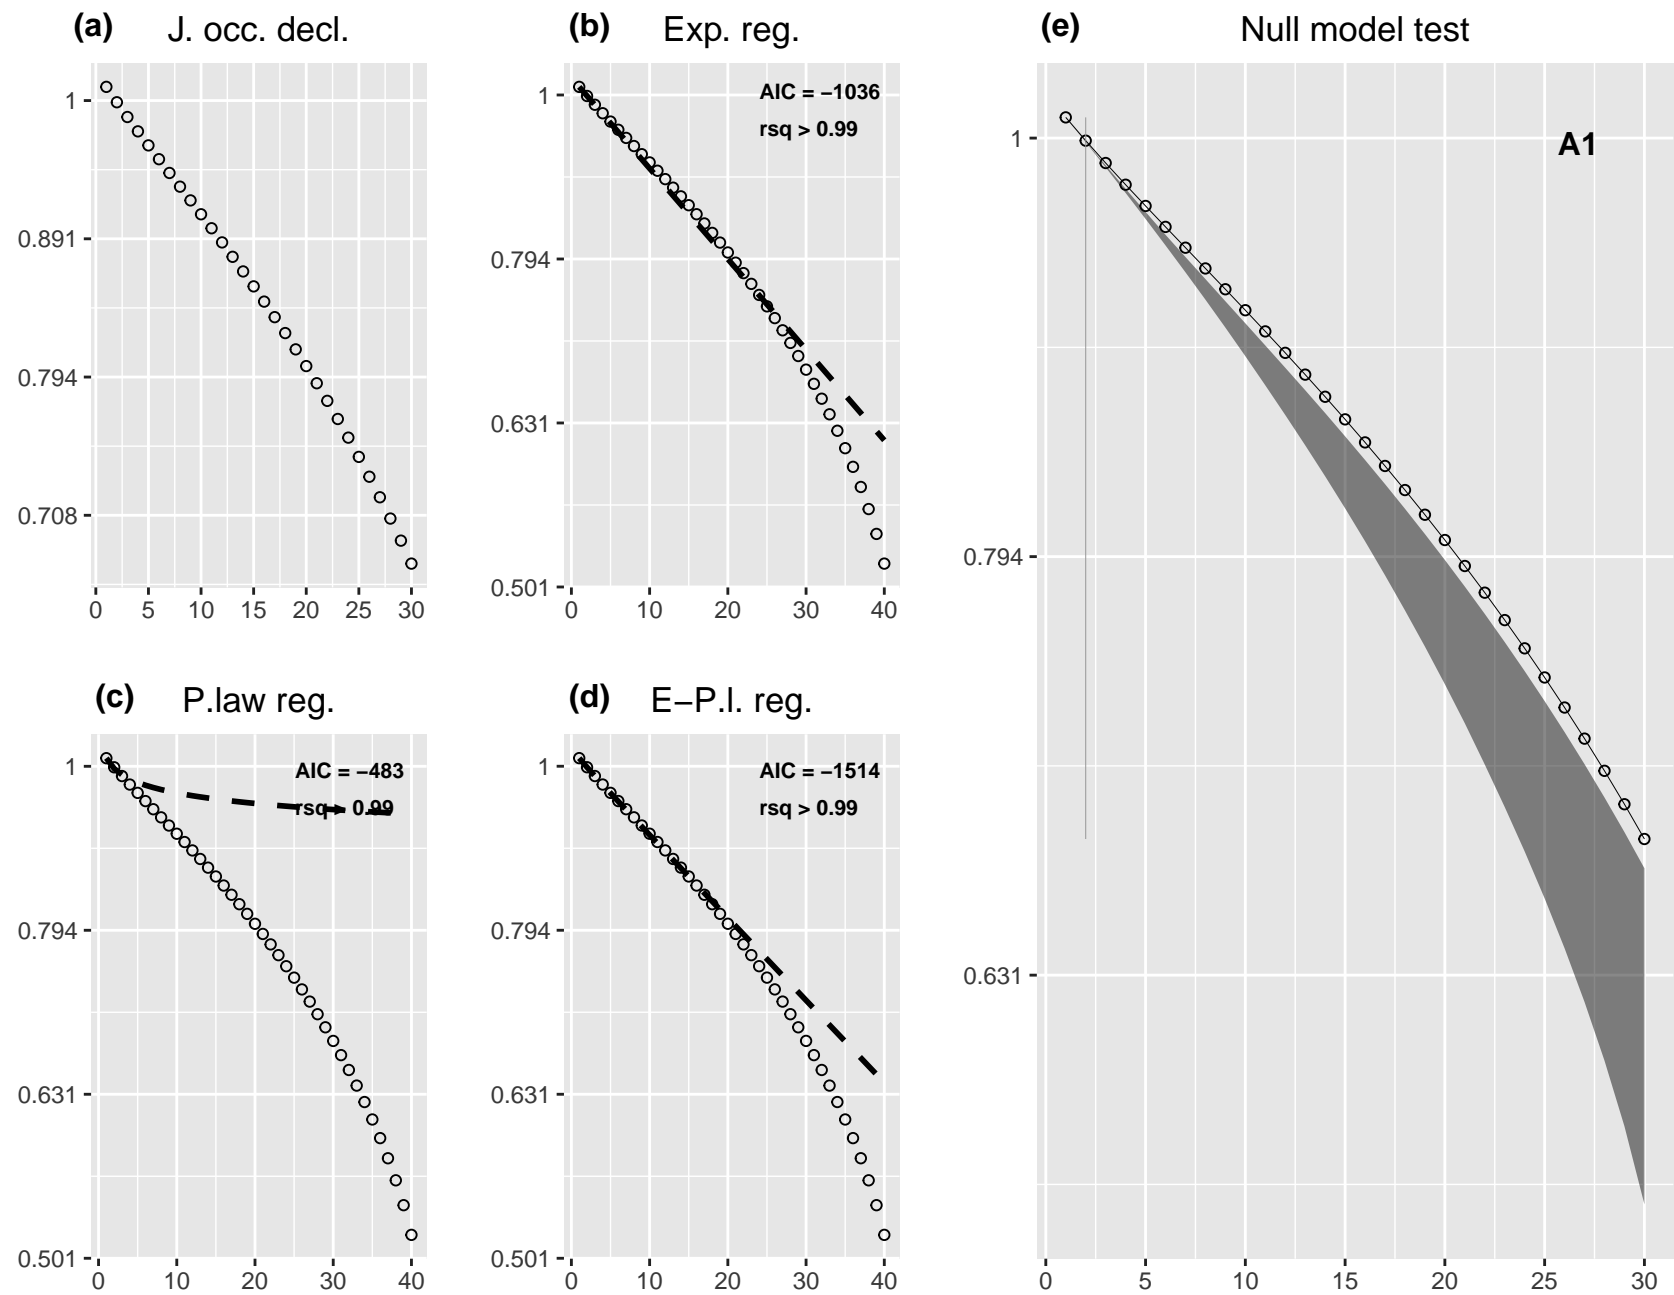 (a) J. occ. decl.
1
0.891
0.794
0.708
0 5 10 15 20 25 30
(b) Exp. reg.
AIC = −1036
rsq > 0.99
1
0.794
0.631
0.501
0 10 20 30 40
(c) P.law reg.
AIC = −483
rsq > 0.99
1
0.794
0.631
0.501
0 10 20 30 40
(d) E−P.l. reg.
AIC = −1514
rsq > 0.99
1
0.794
0.631
0.501
0 10 20 30 40
(e) Null model test
A1
1
0.794
0.631
0 5 10 15 20 25 30